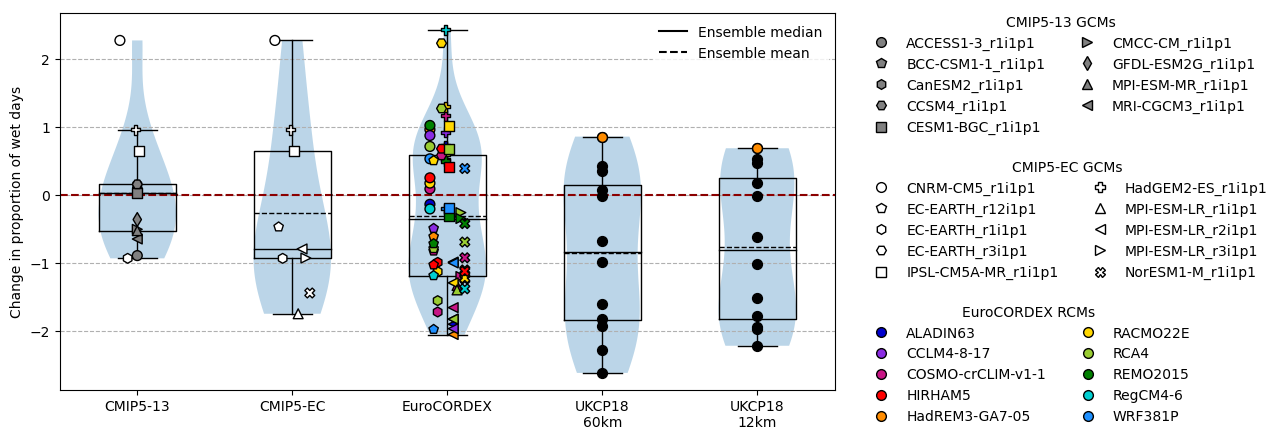 Change in proportion of wet days
2
1
0
−1
−2
Ensemble median
Ensemble mean
CMIP5-13
CMIP5-EC
EuroCORDEX
UKCP18
60km
UKCP18
12km
CMIP5-13 GCMs
ACCESS1-3_r1i1p1
BCC-CSM1-1_r1i1p1
CanESM2_r1i1p1
CCSM4_r1i1p1
CESM1-BGC_r1i1p1
CMCC-CM_r1i1p1
GFDL-ESM2G_r1i1p1
MPI-ESM-MR_r1i1p1
MRI-CGCM3_r1i1p1
CMIP5-EC GCMs
CNRM-CM5_r1i1p1
EC-EARTH_r12i1p1
EC-EARTH_r1i1p1
EC-EARTH_r3i1p1
IPSL-CM5A-MR_r1i1p1
HadGEM2-ES_r1i1p1
MPI-ESM-LR_r1i1p1
MPI-ESM-LR_r2i1p1
MPI-ESM-LR_r3i1p1
NorESM1-M_r1i1p1
EuroCORDEX RCMs
ALADIN63
CCLM4-8-17
COSMO-crCLIM-v1-1
HIRHAM5
HadREM3-GA7-05
RACMO22E
RCA4
REMO2015
RegCM4-6
WRF381P